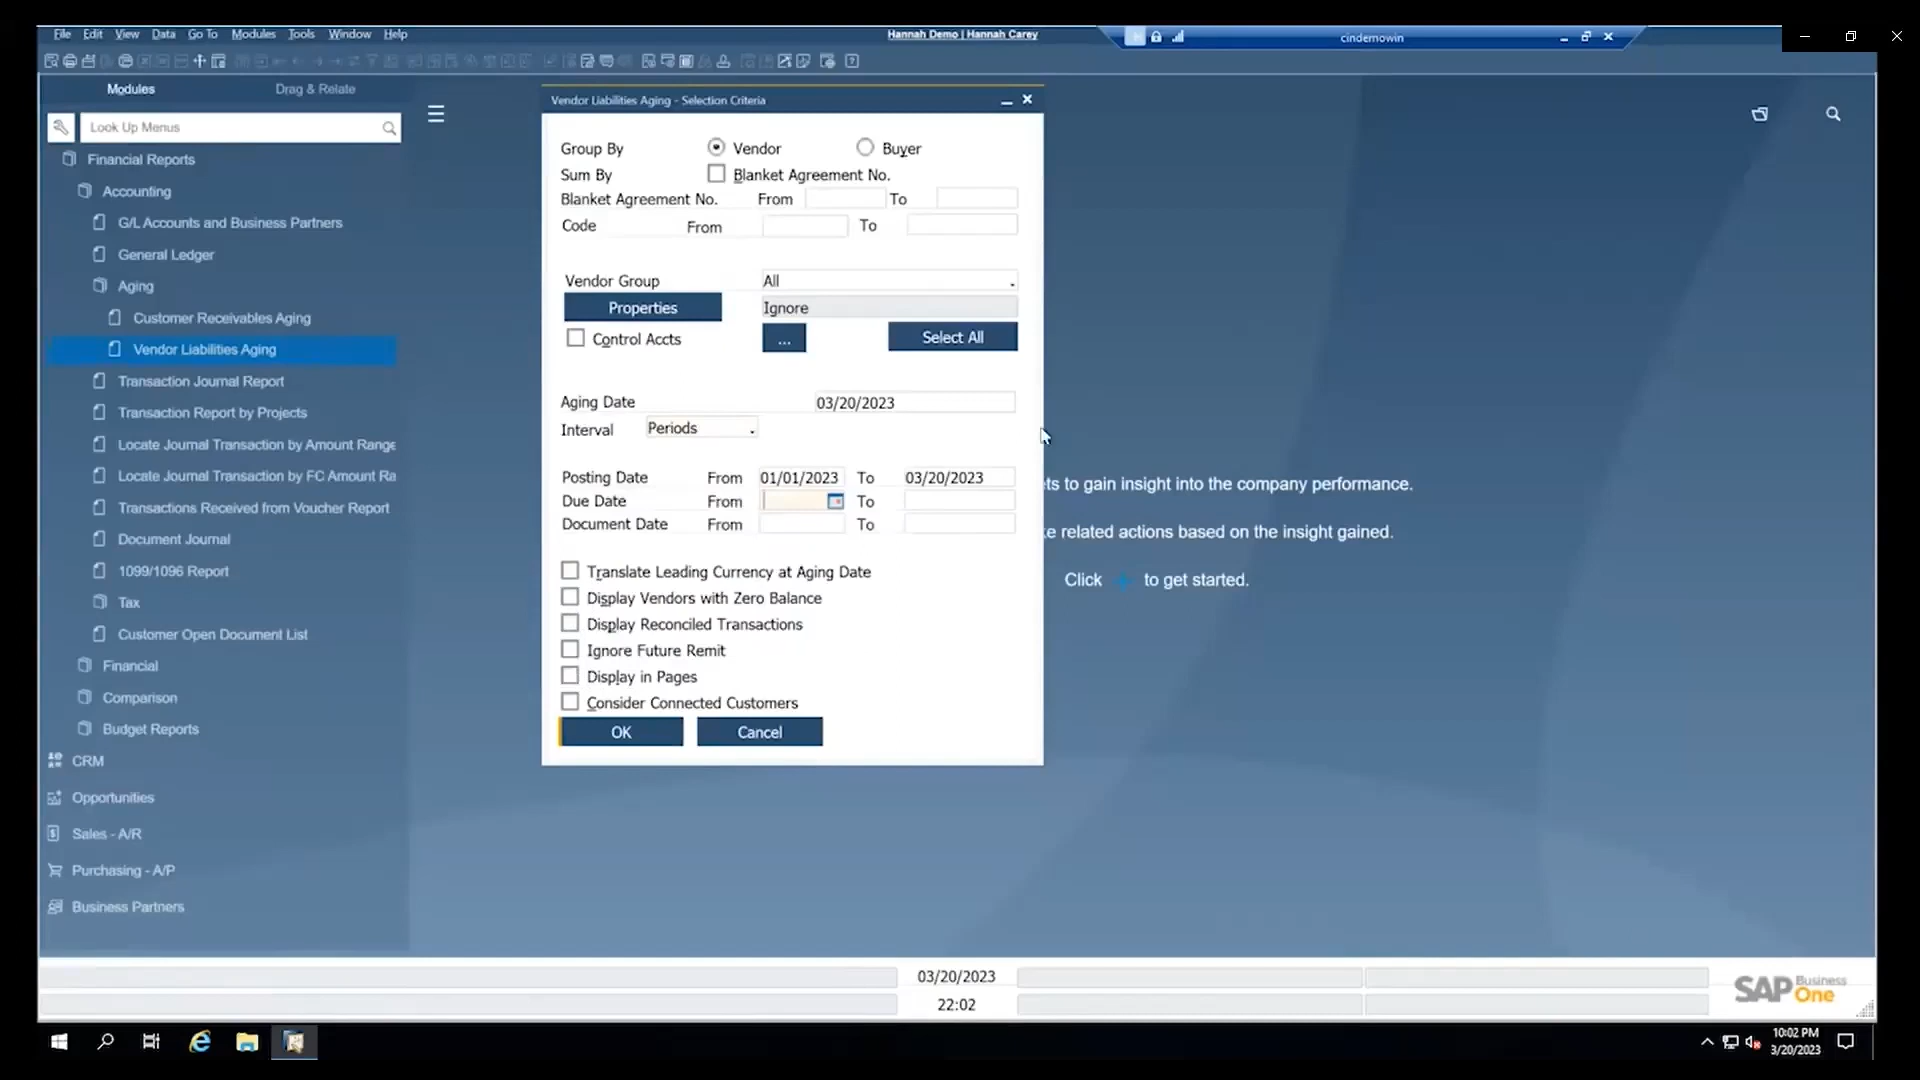 File Edit View Data Go To Modules Tools Window Help
Hannah Demo | Hannah Carey
cindemowin
Modules Drag & Relate
Look Up Menus
Financial Reports
Accounting
G/L Accounts and Business Partners
General Ledger
Aging
Customer Receivables Aging
Vendor Liabilities Aging
Transaction Journal Report
Transaction Report by Projects
Locate Journal Transaction by Amount Range
Locate Journal Transaction by FC Amount Ra
Transactions Received from Voucher Report
Document Journal
1099/1096 Report
Tax
Customer Open Document List
Financial
Comparison
Budget Reports
CRM
Opportunities
Sales - A/R
Purchasing - A/P
Business Partners
Vendor Liabilities Aging - Selection Criteria
Group By Vendor Buyer
Sum By Blanket Agreement No.
Blanket Agreement No. From To
Code From To
Vendor Group All
Properties Ignore
Control Accts ... Select All
Aging Date 03/20/2023
Interval Periods
Posting Date From 01/01/2023 To 03/20/2023
Due Date From To
Document Date From To
Translate Leading Currency at Aging Date
Display Vendors with Zero Balance
Display Reconciled Transactions
Ignore Future Remit
Display in Pages
Consider Connected Customers
OK Cancel
ts to gain insight into the company performance.
e related actions based on the insight gained.
Click + to get started.
03/20/2023
22:02
SAP Business One
10:02 PM
3/20/2023